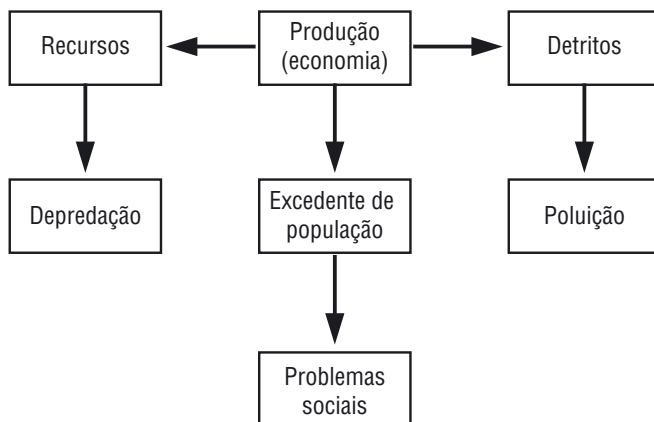 Recursos
Produção
(economia)
Detritos
Depredação
Excedente de
população
Poluição
Problemas
sociais